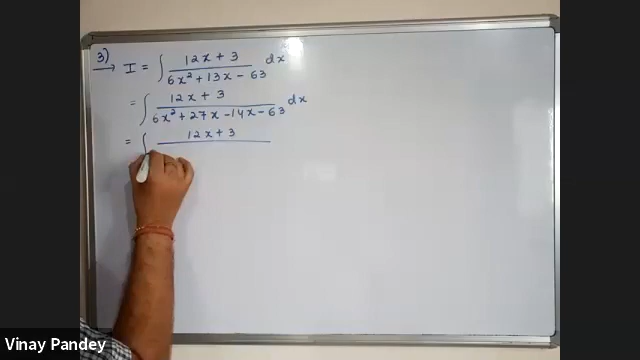 3) I = ∫ 12x + 3 / 6x² + 13x - 63 dx
= ∫ 12x + 3 / 6x² + 27x - 14x - 63 dx
= ∫ 12x + 3
Vinay Pandey